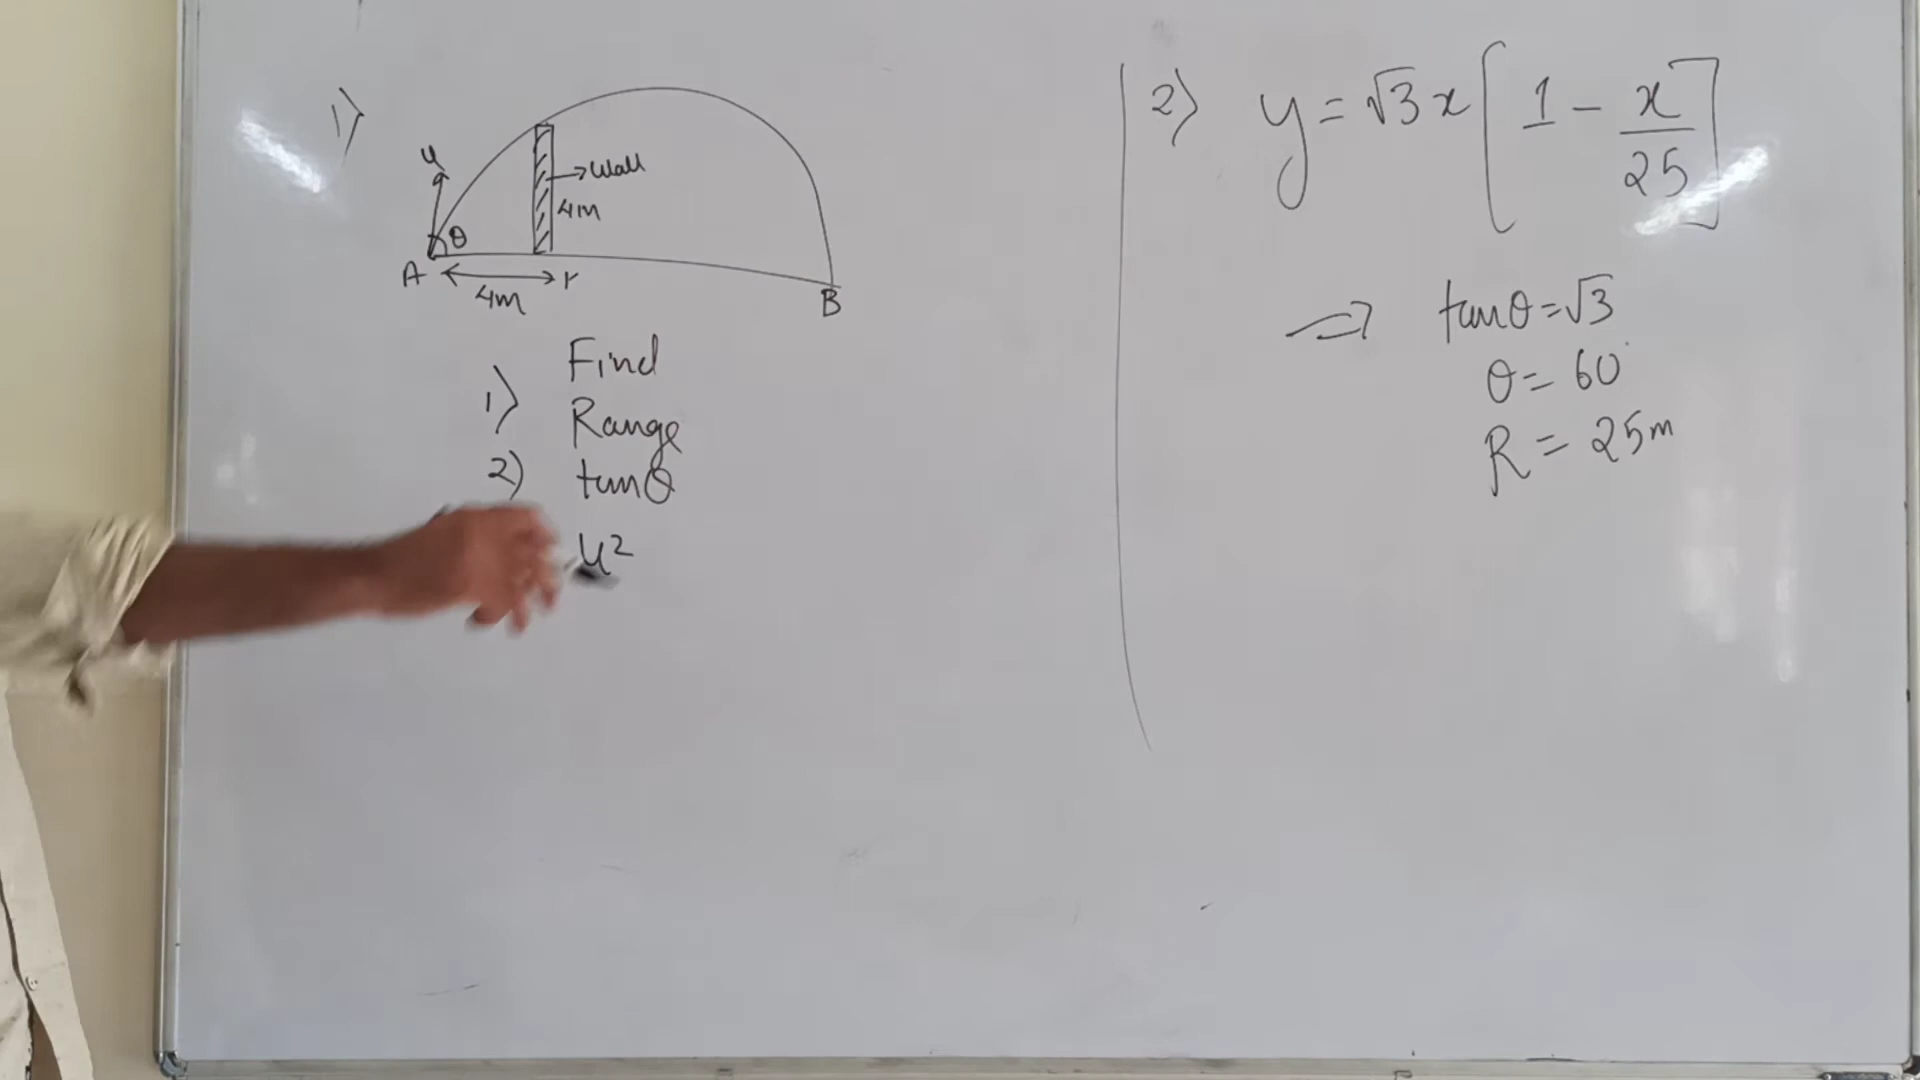 1)
u
θ
→Wall
4m
A
4m
B
Find
1) Range
2) tanθ
u²
2) y = √3 x [ 1 - x/25 ]
⇒ tanθ = √3
θ = 60°
R = 25m